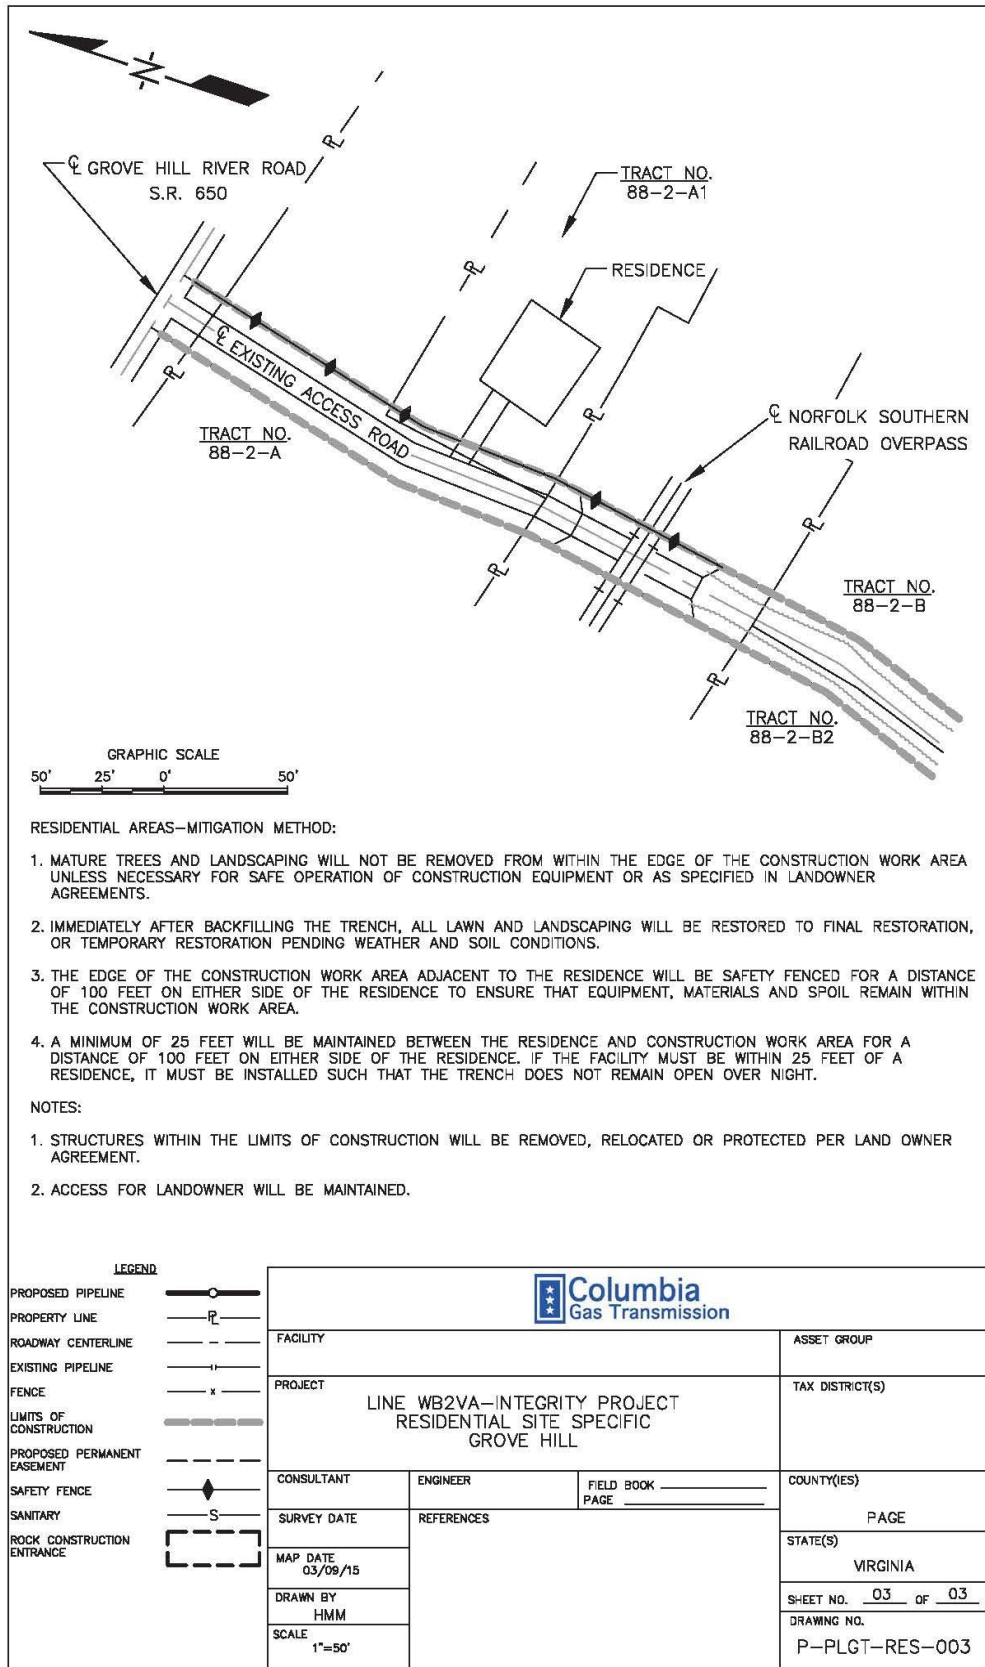 N
℄ GROVE HILL RIVER ROAD
S.R. 650
℄ EXISTING ACCESS ROAD
TRACT NO.
88-2-A
TRACT NO.
88-2-A1
RESIDENCE
℄ NORFOLK SOUTHERN
RAILROAD OVERPASS
TRACT NO.
88-2-B
TRACT NO.
88-2-B2
PL
PL
PL
PL
PL
PL
PL
GRAPHIC SCALE
50' 25' 0' 50'
RESIDENTIAL AREAS-MITIGATION METHOD:
1. MATURE TREES AND LANDSCAPING WILL NOT BE REMOVED FROM WITHIN THE EDGE OF THE CONSTRUCTION WORK AREA
UNLESS NECESSARY FOR SAFE OPERATION OF CONSTRUCTION EQUIPMENT OR AS SPECIFIED IN LANDOWNER
AGREEMENTS.
2. IMMEDIATELY AFTER BACKFILLING THE TRENCH, ALL LAWN AND LANDSCAPING WILL BE RESTORED TO FINAL RESTORATION,
OR TEMPORARY RESTORATION PENDING WEATHER AND SOIL CONDITIONS.
3. THE EDGE OF THE CONSTRUCTION WORK AREA ADJACENT TO THE RESIDENCE WILL BE SAFETY FENCED FOR A DISTANCE
OF 100 FEET ON EITHER SIDE OF THE RESIDENCE TO ENSURE THAT EQUIPMENT, MATERIALS AND SPOIL REMAIN WITHIN
THE CONSTRUCTION WORK AREA.
4. A MINIMUM OF 25 FEET WILL BE MAINTAINED BETWEEN THE RESIDENCE AND CONSTRUCTION WORK AREA FOR A
DISTANCE OF 100 FEET ON EITHER SIDE OF THE RESIDENCE. IF THE FACILITY MUST BE WITHIN 25 FEET OF A
RESIDENCE, IT MUST BE INSTALLED SUCH THAT THE TRENCH DOES NOT REMAIN OPEN OVER NIGHT.
NOTES:
1. STRUCTURES WITHIN THE LIMITS OF CONSTRUCTION WILL BE REMOVED, RELOCATED OR PROTECTED PER LAND OWNER
AGREEMENT.
2. ACCESS FOR LANDOWNER WILL BE MAINTAINED.
LEGEND
PROPOSED PIPELINE
PROPERTY LINE PL
ROADWAY CENTERLINE
EXISTING PIPELINE
FENCE x
LIMITS OF
CONSTRUCTION
PROPOSED PERMANENT
EASEMENT
SAFETY FENCE
SANITARY S
ROCK CONSTRUCTION
ENTRANCE
Columbia
Gas Transmission
FACILITY
ASSET GROUP
PROJECT
LINE WB2VA-INTEGRITY PROJECT
RESIDENTIAL SITE SPECIFIC
GROVE HILL
TAX DISTRICT(S)
CONSULTANT
ENGINEER
FIELD BOOK
PAGE
COUNTY(IES)
PAGE
SURVEY DATE
REFERENCES
STATE(S)
VIRGINIA
MAP DATE
03/09/15
DRAWN BY
HMM
SHEET NO. 03 OF 03
SCALE
1"=50'
DRAWING NO.
P-PLGT-RES-003